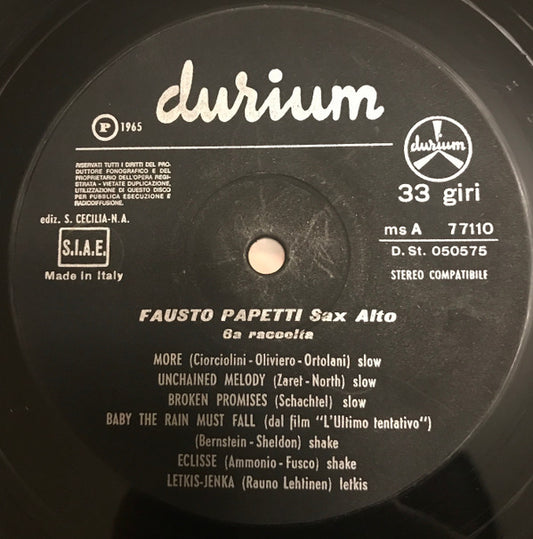 durium
P 1965
RISERVATI TUTTI I DIRITTI DEL PRO-
DUTTORE FONOGRAFICO E DEL
PROPRIETARIO DELL'OPERA REGI-
STRATA - VIETATE DUPLICAZIONE,
UTILIZZAZIONE DI QUESTO DISCO
PER PUBBLICA ESECUZIONE E
RADIODIFFUSIONE.
ediz. S. CECILIA-N.A.
S.I.A.E.
Made in Italy
durium
33 giri
ms A 77110
D. St. 050575
STEREO COMPATIBILE
FAUSTO PAPETTI Sax Alto
6a raccolta
MORE (Ciorciolini - Oliviero - Ortolani) slow
UNCHAINED MELODY (Zaret - North) slow
BROKEN PROMISES (Schachtel) slow
BABY THE RAIN MUST FALL (dal film "L'Ultimo tentativo")
(Bernstein - Sheldon) shake
ECLISSE (Ammonio - Fusco) shake
LETKIS-JENKA (Rauno Lehtinen) letkis